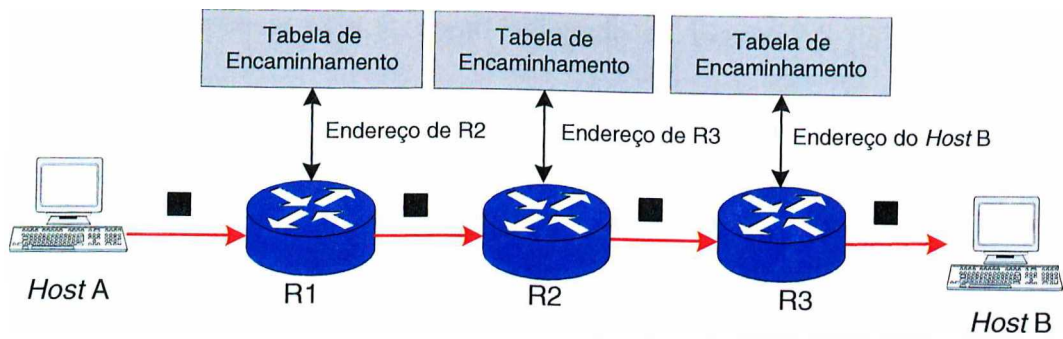 Tabela de
Encaminhamento
Tabela de
Encaminhamento
Tabela de
Encaminhamento
Endereço de R2
Endereço de R3
Endereço do Host B
Host A
R1
R2
R3
Host B